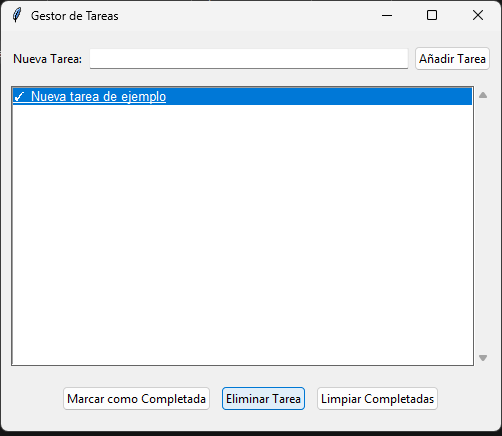 Gestor de Tareas
Nueva Tarea: Añadir Tarea
✓ Nueva tarea de ejemplo
Marcar como Completada Eliminar Tarea Limpiar Completadas